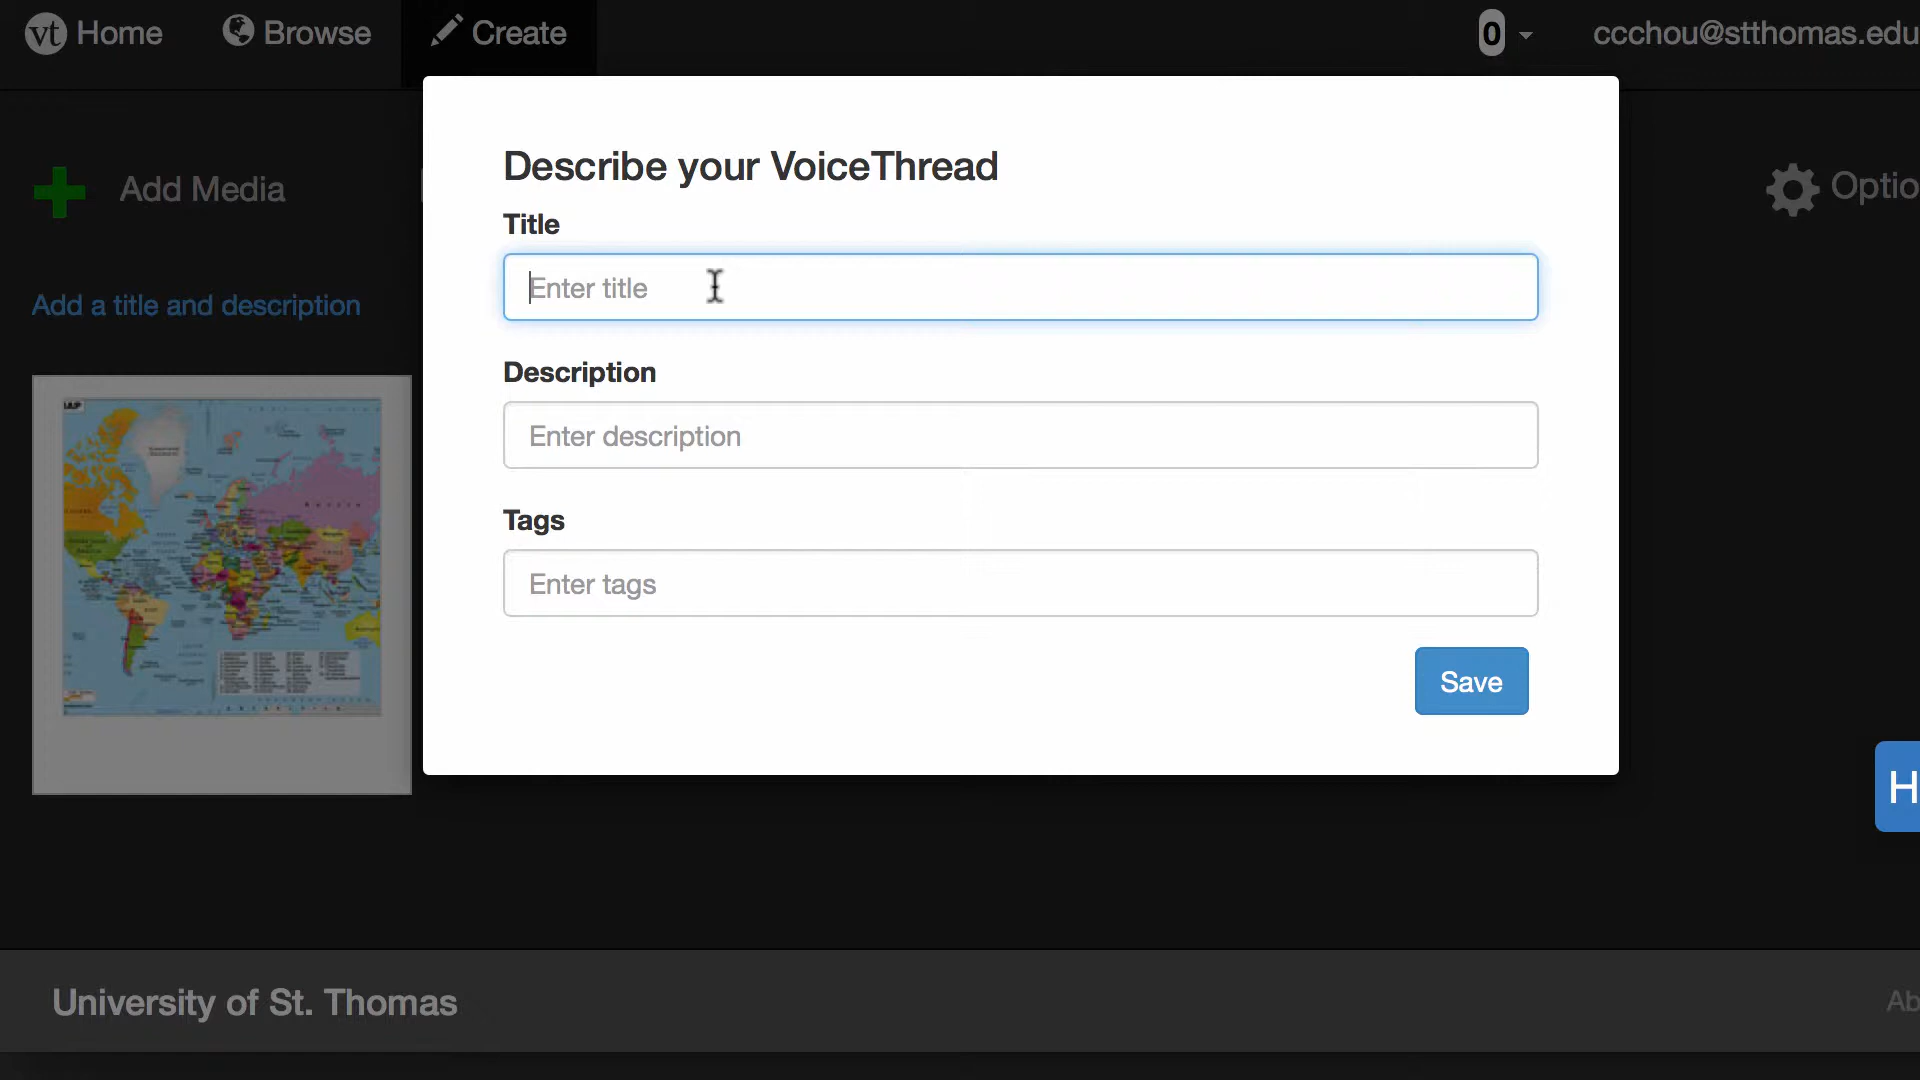 vt Home Browse Create 0 ccchou@stthomas.edu
Describe your VoiceThread
Add Media Optio
Title
Enter title
Add a title and description
Description
Enter description
Tags
Enter tags
Save
H
University of St. Thomas Ab